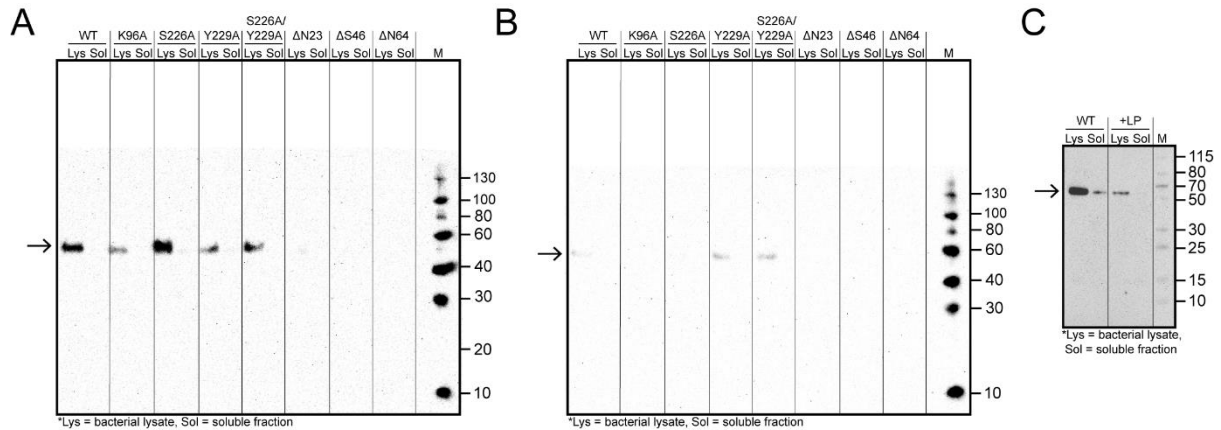 A
S226A/
WT K96A S226A Y229A Y229A ΔN23 ΔS46 ΔN64
Lys Sol Lys Sol Lys Sol Lys Sol Lys Sol Lys Sol Lys Sol Lys Sol M
130
100
80
60
40
30
20
10
*Lys = bacterial lysate, Sol = soluble fraction
B
S226A/
WT K96A S226A Y229A Y229A ΔN23 ΔS46 ΔN64
Lys Sol Lys Sol Lys Sol Lys Sol Lys Sol Lys Sol Lys Sol Lys Sol M
130
100
80
60
40
30
10
*Lys = bacterial lysate, Sol = soluble fraction
C
WT +LP
Lys Sol Lys Sol M
115
80
70
50
30
25
15
10
*Lys = bacterial lysate,
Sol = soluble fraction